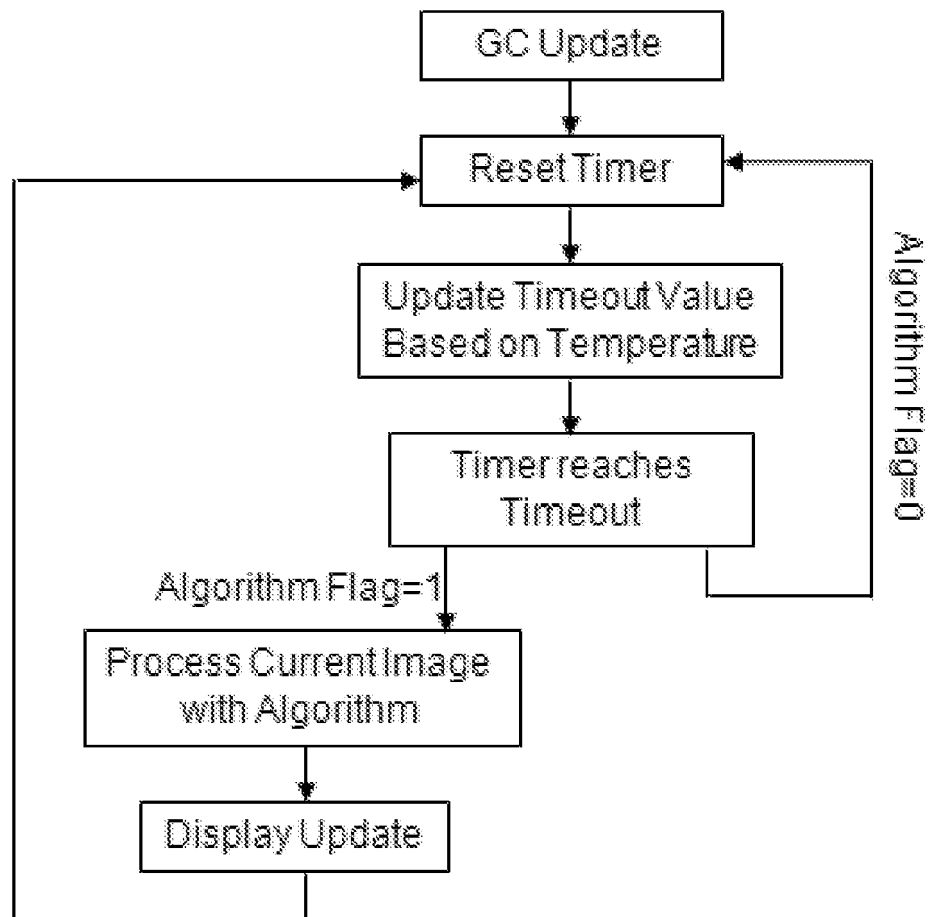 GC Update
Reset Timer
Update Timeout Value
Based on Temperature
Timer reaches
Timeout
Algorithm Flag=0
Algorithm Flag=1
Process Current Image
with Algorithm
Display Update